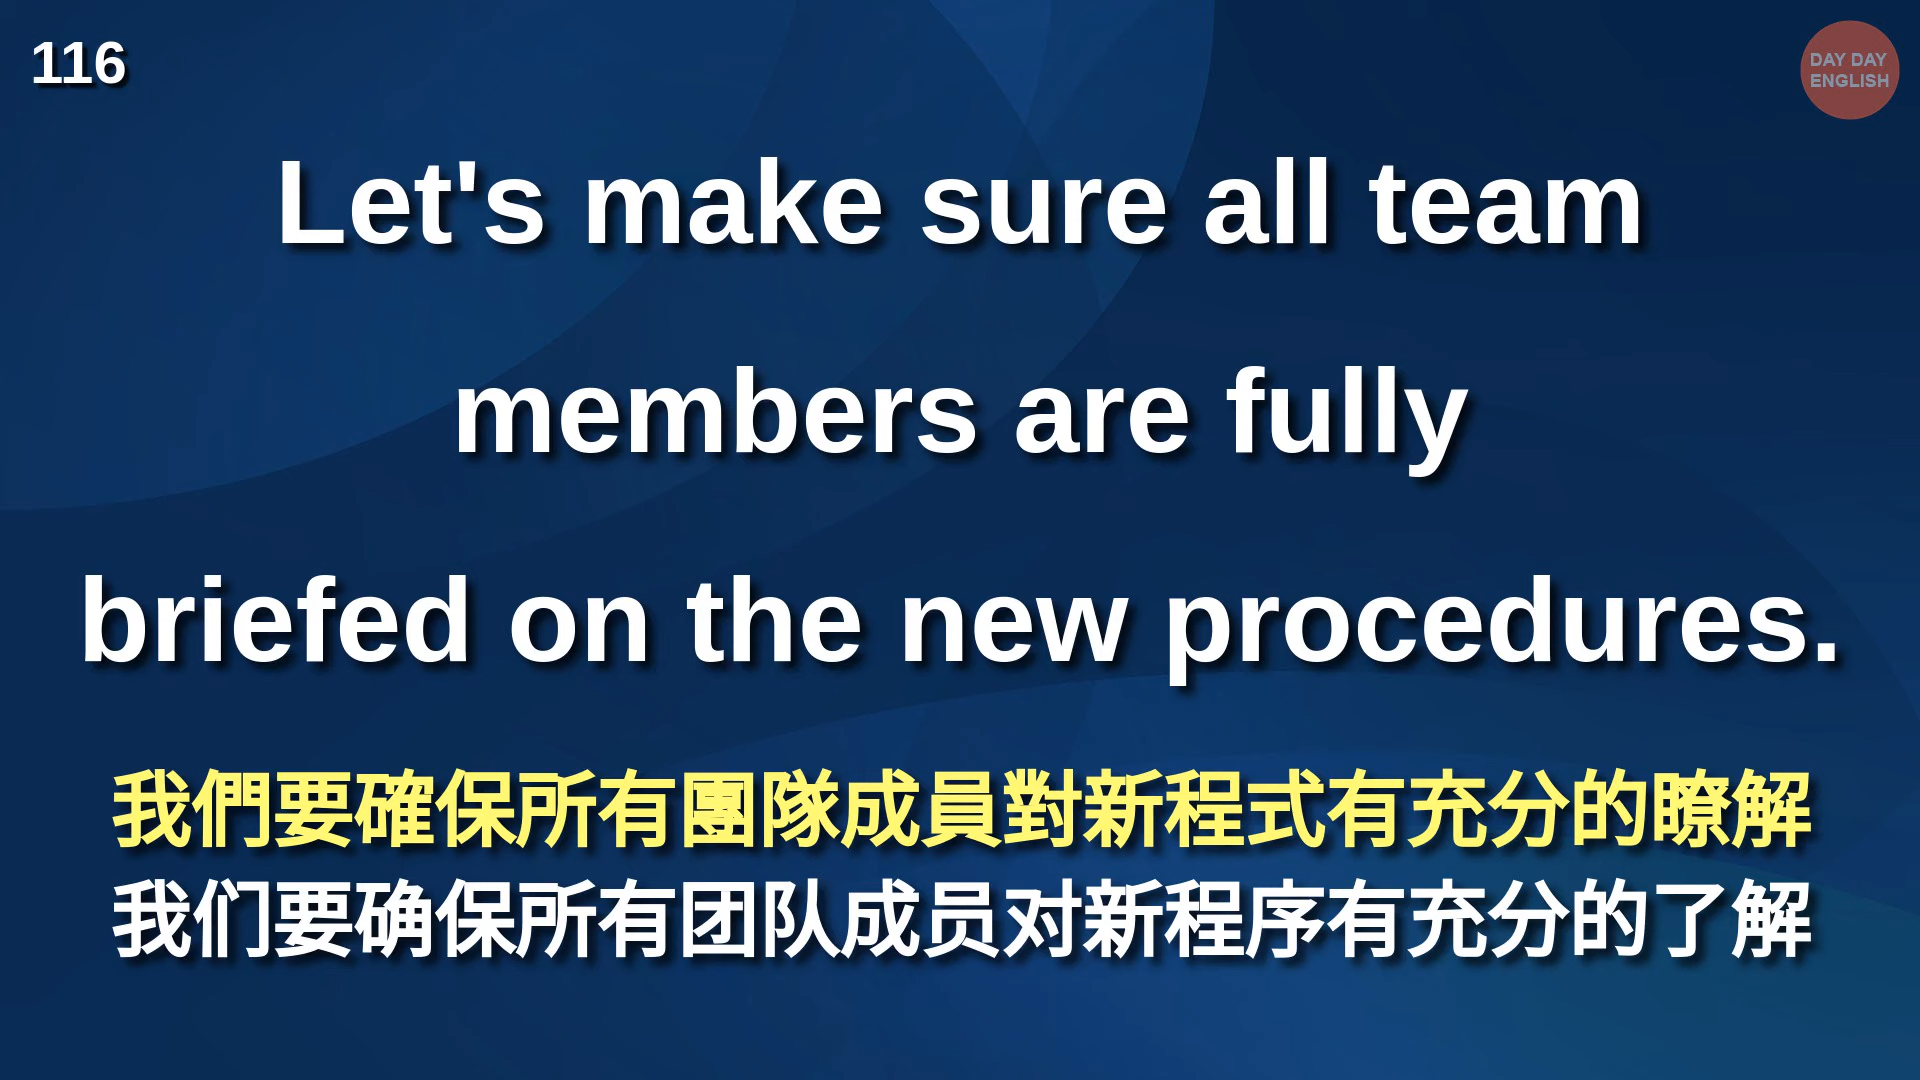 116
DAY DAY
ENGLISH
Let's make sure all team
members are fully
briefed on the new procedures.
我們要確保所有團隊成員對新程式有充分的瞭解
我们要确保所有团队成员对新程序有充分的了解